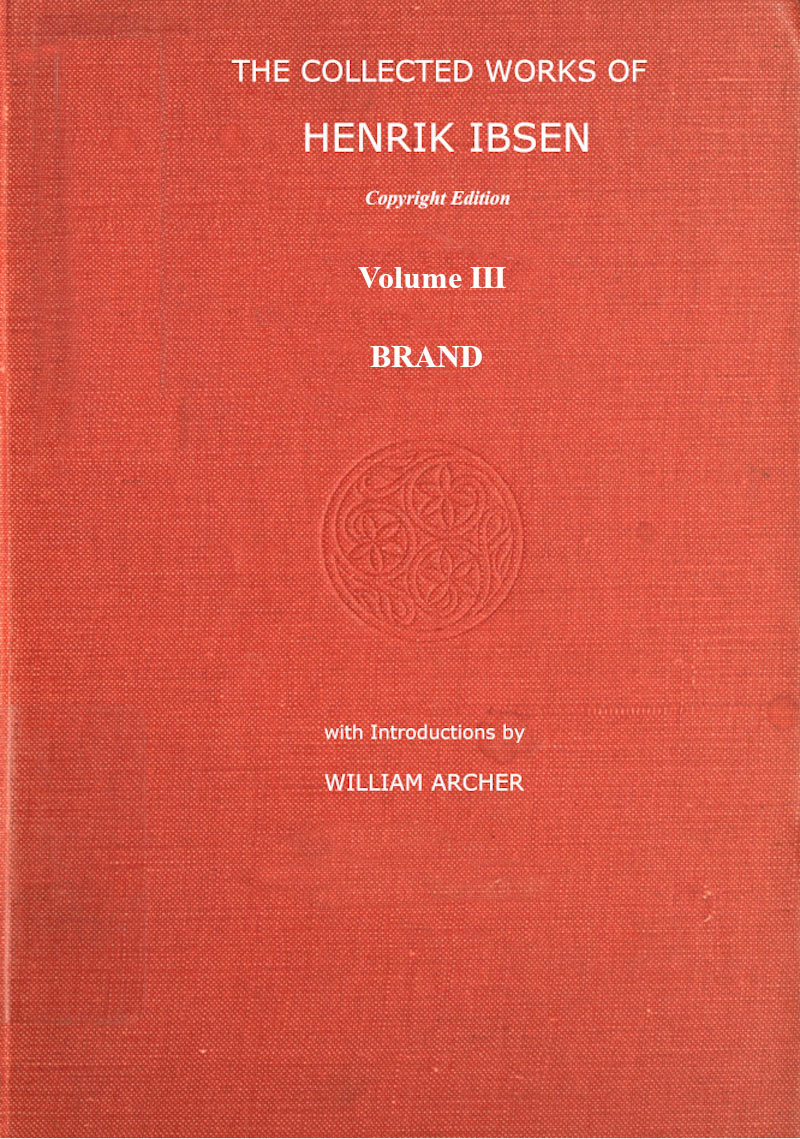 THE COLLECTED WORKS OF
HENRIK IBSEN
Copyright Edition
Volume III
BRAND
with Introductions by
WILLIAM ARCHER